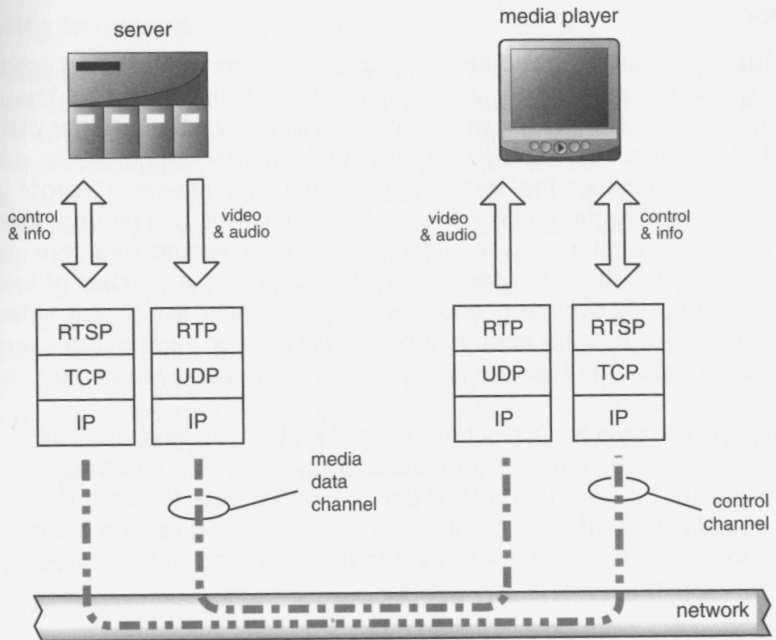 server
media player
control
& info
video
& audio
video
& audio
control
& info
RTSP
TCP
IP
RTP
UDP
IP
RTP
UDP
IP
RTSP
TCP
IP
media
data
channel
control
channel
network